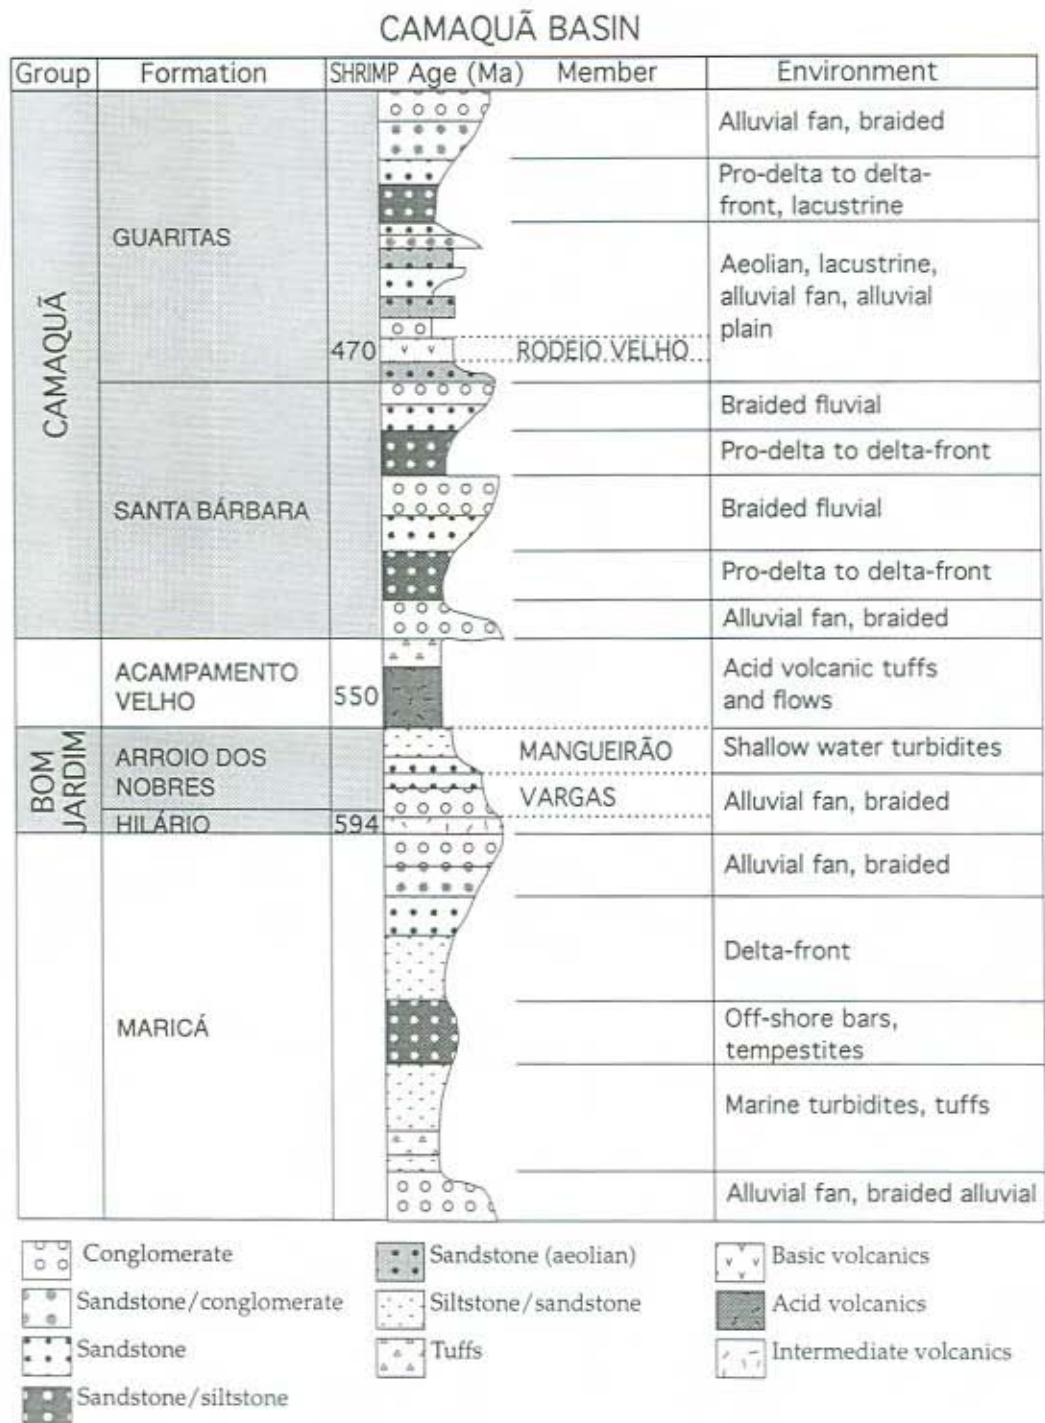 CAMAQUÃ BASIN
Group Formation SHRIMP Age (Ma) Member Environment
CAMAQUÃ
GUARITAS
470
RODEIO VELHO
Alluvial fan, braided
Pro-delta to delta-
front, lacustrine
Aeolian, lacustrine,
alluvial fan, alluvial
plain
SANTA BÁRBARA
Braided fluvial
Pro-delta to delta-front
Braided fluvial
Pro-delta to delta-front
Alluvial fan, braided
ACAMPAMENTO
VELHO
550
Acid volcanic tuffs
and flows
BOM
JARDIM
ARROIO DOS
NOBRES
MANGUEIRÃO
Shallow water turbidites
VARGAS
Alluvial fan, braided
HILÁRIO
594
MARICÁ
Alluvial fan, braided
Delta-front
Off-shore bars,
tempestites
Marine turbidites, tuffs
Alluvial fan, braided alluvial
Conglomerate
Sandstone/conglomerate
Sandstone
Sandstone/siltstone
Sandstone (aeolian)
Siltstone/sandstone
Tuffs
Basic volcanics
Acid volcanics
Intermediate volcanics